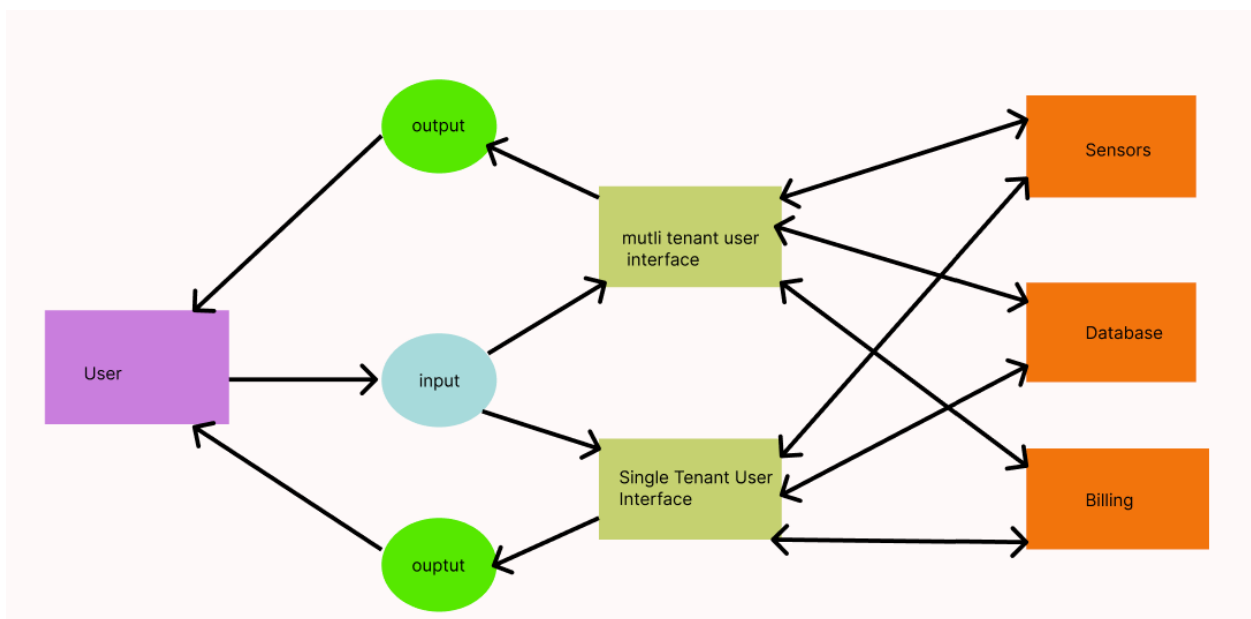 output
Sensors
mutli tenant user
interface
Database
User
input
Single Tenant User
Interface
Billing
ouptut